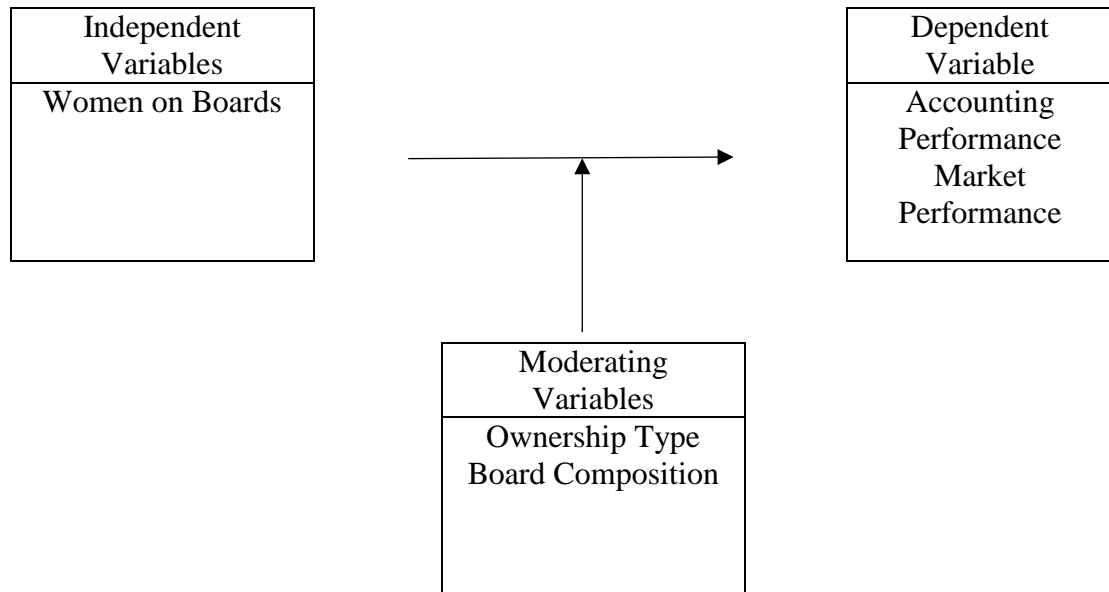 Independent
Variables
Women on Boards
Dependent
Variable
Accounting
Performance
Market
Performance
Moderating
Variables
Ownership Type
Board Composition